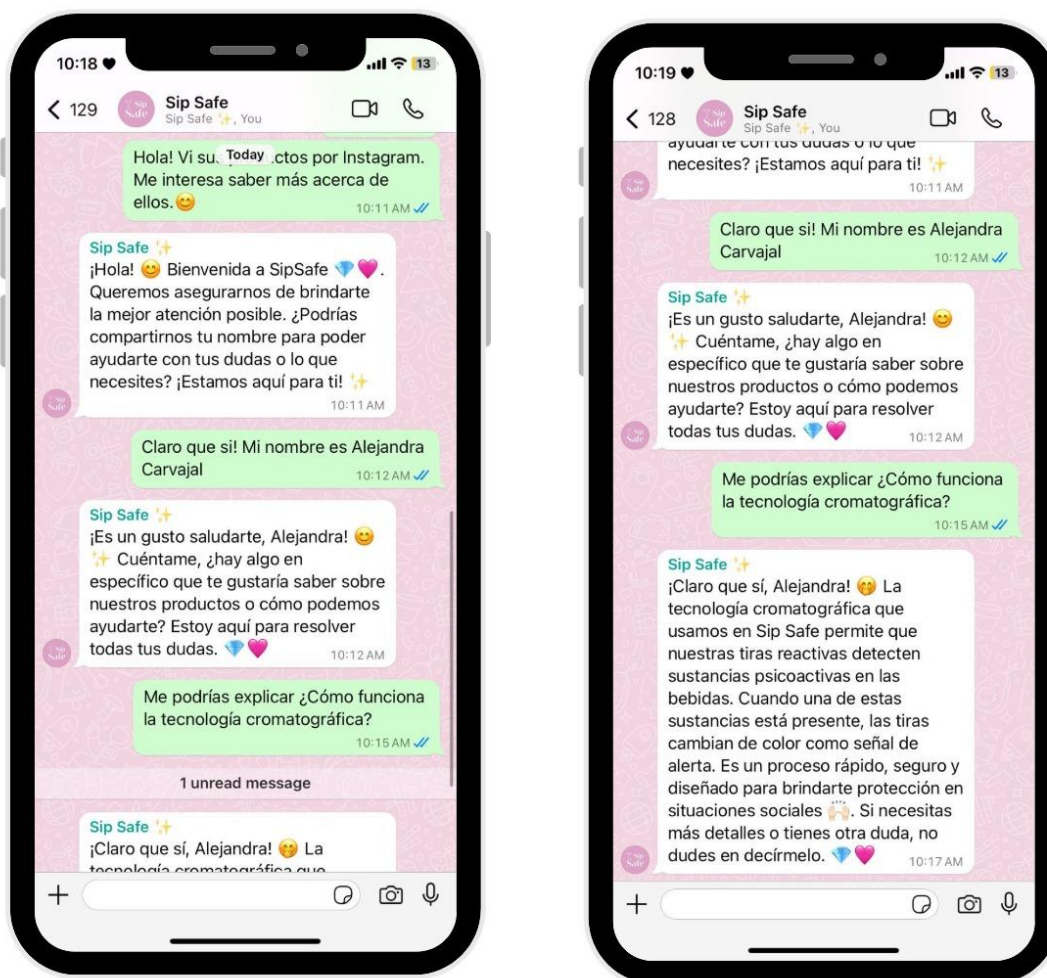 10:18
13
129
Sip Safe
Sip Safe ✨, You
Hola! Vi su
Today
ctos por Instagram.
Me interesa saber más acerca de
ellos.😊
10:11 AM
Sip Safe ✨
¡Hola! 😊 Bienvenida a SipSafe 💎🩷.
Queremos asegurarnos de brindarte
la mejor atención posible. ¿Podrías
compartirnos tu nombre para poder
ayudarte con tus dudas o lo que
necesites? ¡Estamos aquí para ti! ✨
10:11 AM
Claro que si! Mi nombre es Alejandra
Carvajal
10:12 AM
Sip Safe ✨
¡Es un gusto saludarte, Alejandra! 😊
✨ Cuéntame, ¿hay algo en
específico que te gustaría saber sobre
nuestros productos o cómo podemos
ayudarte? Estoy aquí para resolver
todas tus dudas. 💎🩷
10:12 AM
Me podrías explicar ¿Cómo funciona
la tecnología cromatográfica?
10:15 AM
1 unread message
Sip Safe ✨
¡Claro que sí, Alejandra! 🤭 La
tecnología cromatográfica que
10:19
13
128
Sip Safe
Sip Safe ✨, You
ayudarte con tus dudas o lo que
necesites? ¡Estamos aquí para ti! ✨
10:11 AM
Claro que si! Mi nombre es Alejandra
Carvajal
10:12 AM
Sip Safe ✨
¡Es un gusto saludarte, Alejandra! 😊
✨ Cuéntame, ¿hay algo en
específico que te gustaría saber sobre
nuestros productos o cómo podemos
ayudarte? Estoy aquí para resolver
todas tus dudas. 💎🩷
10:12 AM
Me podrías explicar ¿Cómo funciona
la tecnología cromatográfica?
10:15 AM
Sip Safe ✨
¡Claro que sí, Alejandra! 🤭 La
tecnología cromatográfica que
usamos en Sip Safe permite que
nuestras tiras reactivas detecten
sustancias psicoactivas en las
bebidas. Cuando una de estas
sustancias está presente, las tiras
cambian de color como señal de
alerta. Es un proceso rápido, seguro y
diseñado para brindarte protección en
situaciones sociales 🙌🏻. Si necesitas
más detalles o tienes otra duda, no
dudes en decírmelo. 💎🩷
10:17 AM